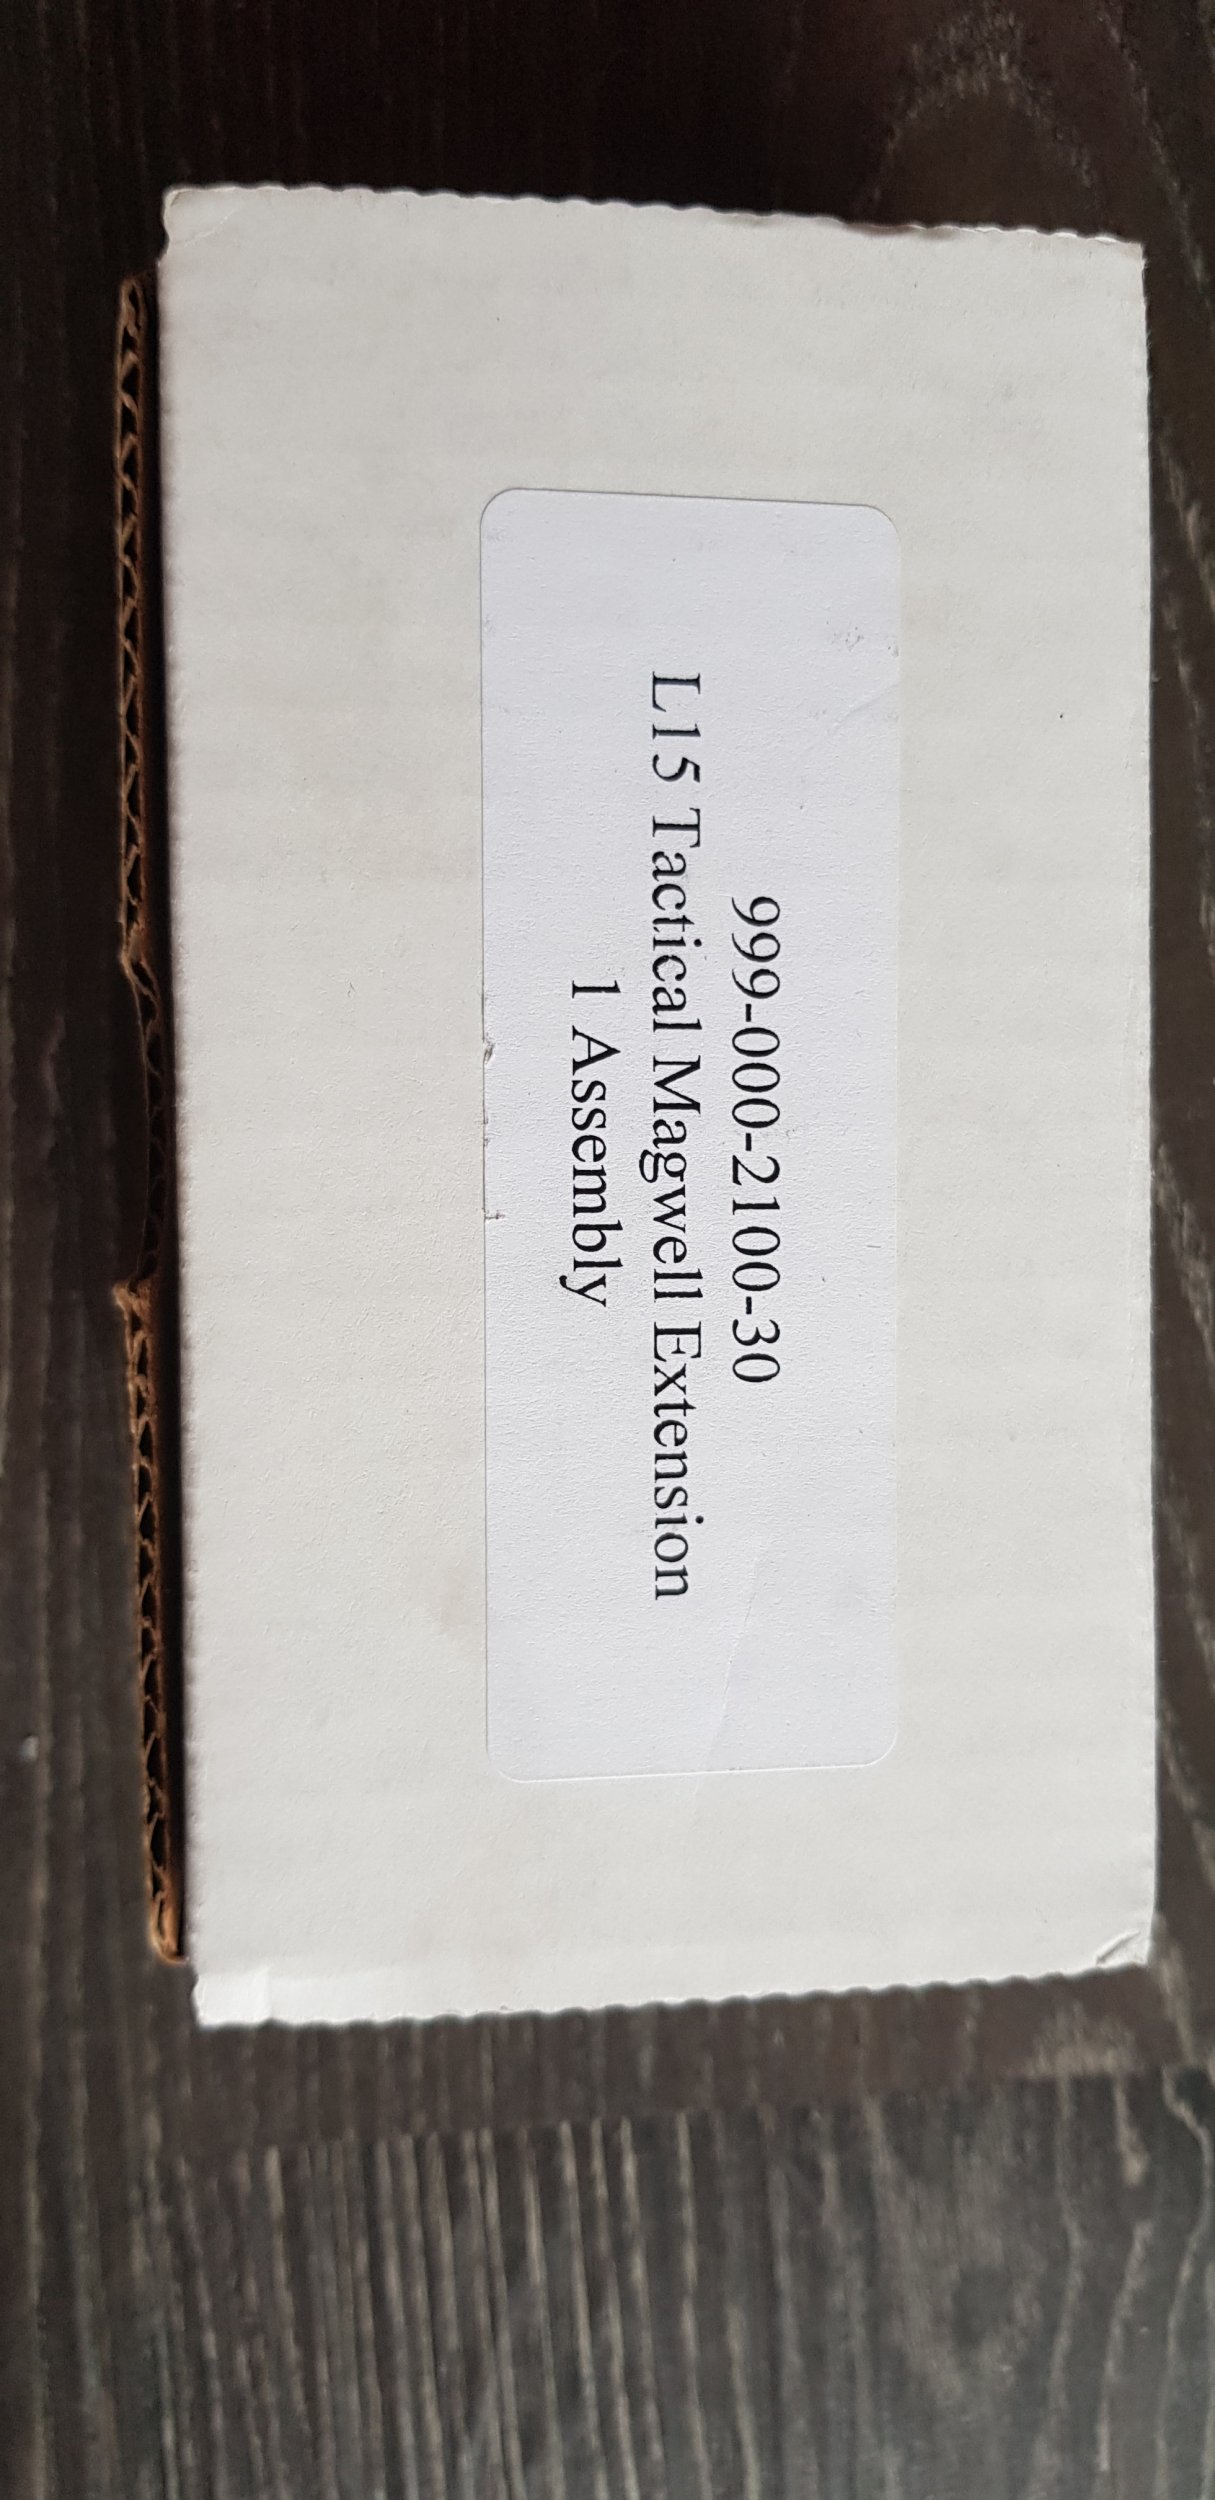 999-000-2100-30
L15 Tactical Magwell Extension
1 Assembly